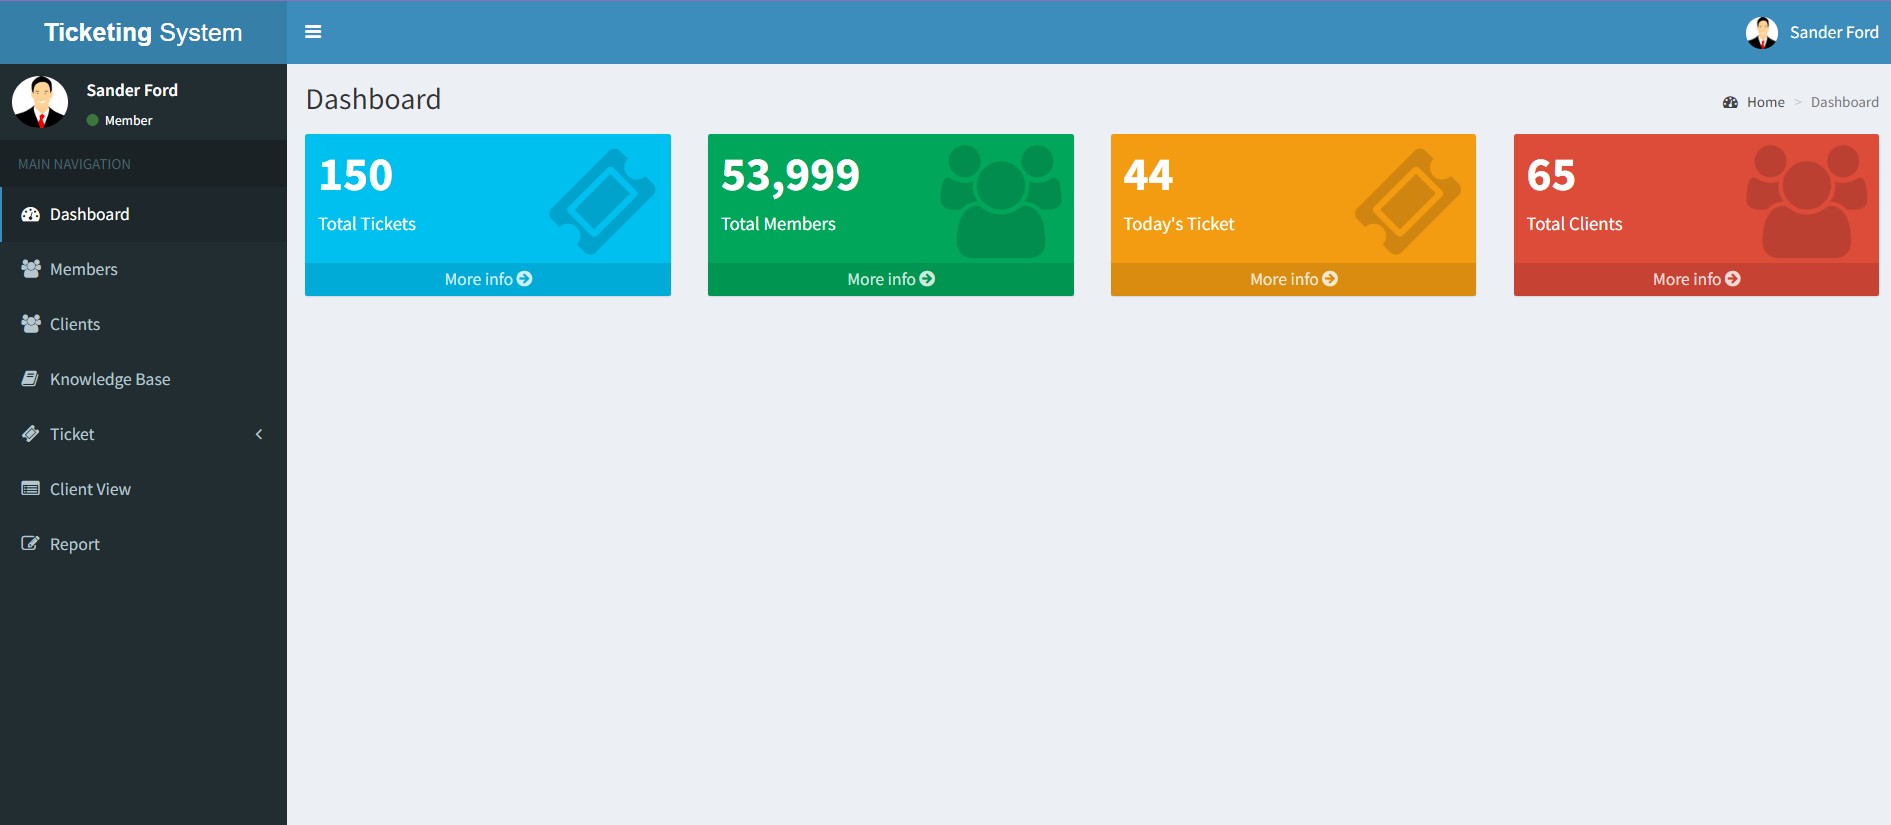 Ticketing System
Sander Ford
Sander Ford
Member
MAIN NAVIGATION
Dashboard
Members
Clients
Knowledge Base
Ticket
Client View
Report
Dashboard
Home > Dashboard
150
Total Tickets
More info
53,999
Total Members
More info
44
Today's Ticket
More info
65
Total Clients
More info